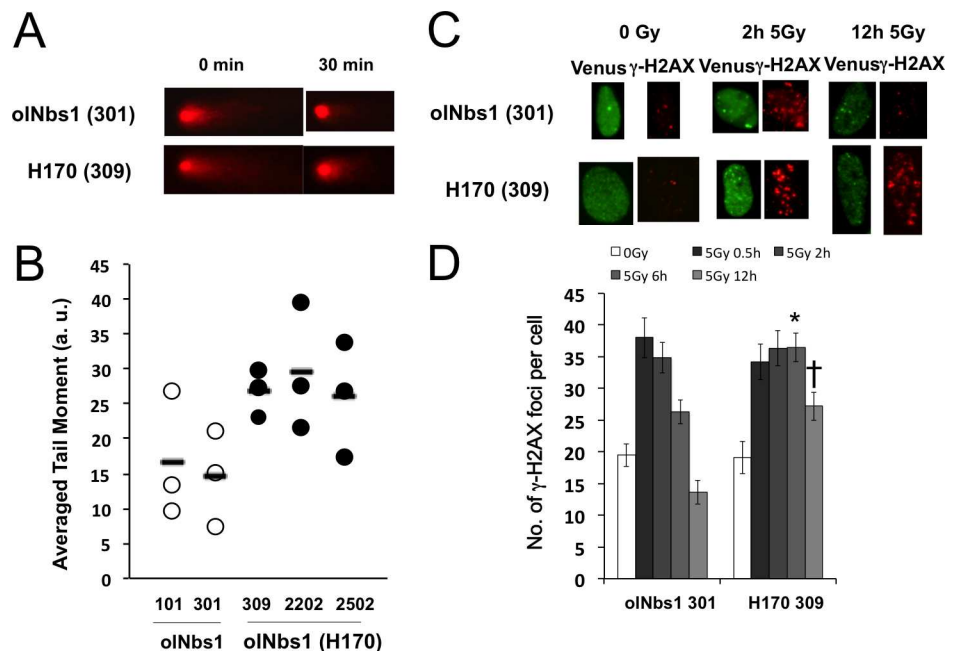 A
0 min 30 min
olNbs1 (301)
H170 (309)
B
Averaged Tail Moment (a. u.)
45
40
35
30
25
20
15
10
5
0
101 301 309 2202 2502
olNbs1 olNbs1 (H170)
C
0 Gy 2h 5Gy 12h 5Gy
Venus γ-H2AX Venus γ-H2AX Venus γ-H2AX
olNbs1 (301)
H170 (309)
D
0Gy 5Gy 0.5h 5Gy 2h
5Gy 6h 5Gy 12h
No. of γ-H2AX foci per cell
45
40
35
30
25
20
15
10
5
0
*
†
olNbs1 301 H170 309